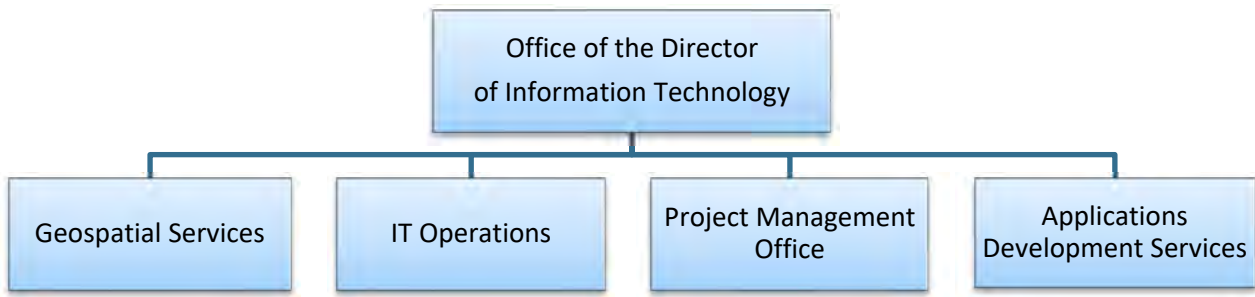 Office of the Director
of Information Technology
Geospatial Services
IT Operations
Project Management
Office
Applications
Development Services